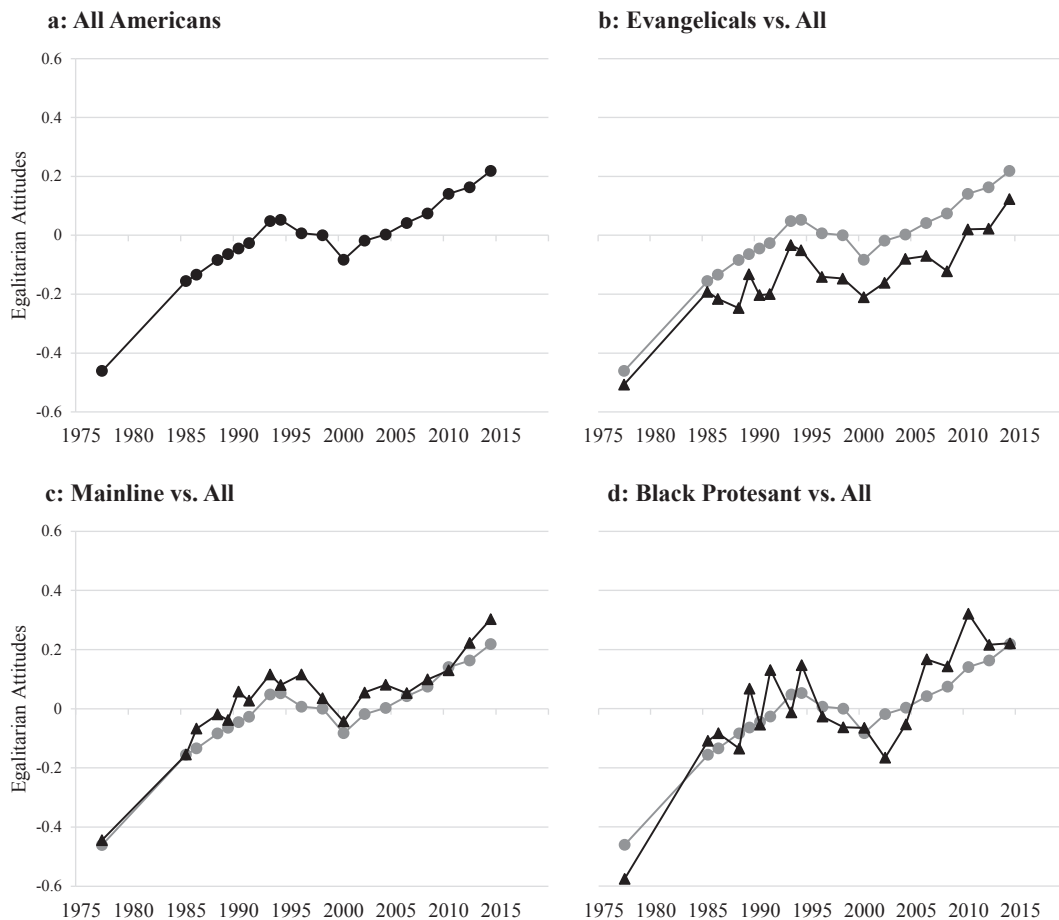 a: All Americans
b: Evangelicals vs. All
Egalitarian Attitudes
0.6
0.4
0.2
0
-0.2
-0.4
-0.6
1975 1980 1985 1990 1995 2000 2005 2010 2015
1975 1980 1985 1990 1995 2000 2005 2010 2015
c: Mainline vs. All
d: Black Protesant vs. All
Egalitarian Attitudes
0.6
0.4
0.2
0
-0.2
-0.4
-0.6
1975 1980 1985 1990 1995 2000 2005 2010 2015
1975 1980 1985 1990 1995 2000 2005 2010 2015